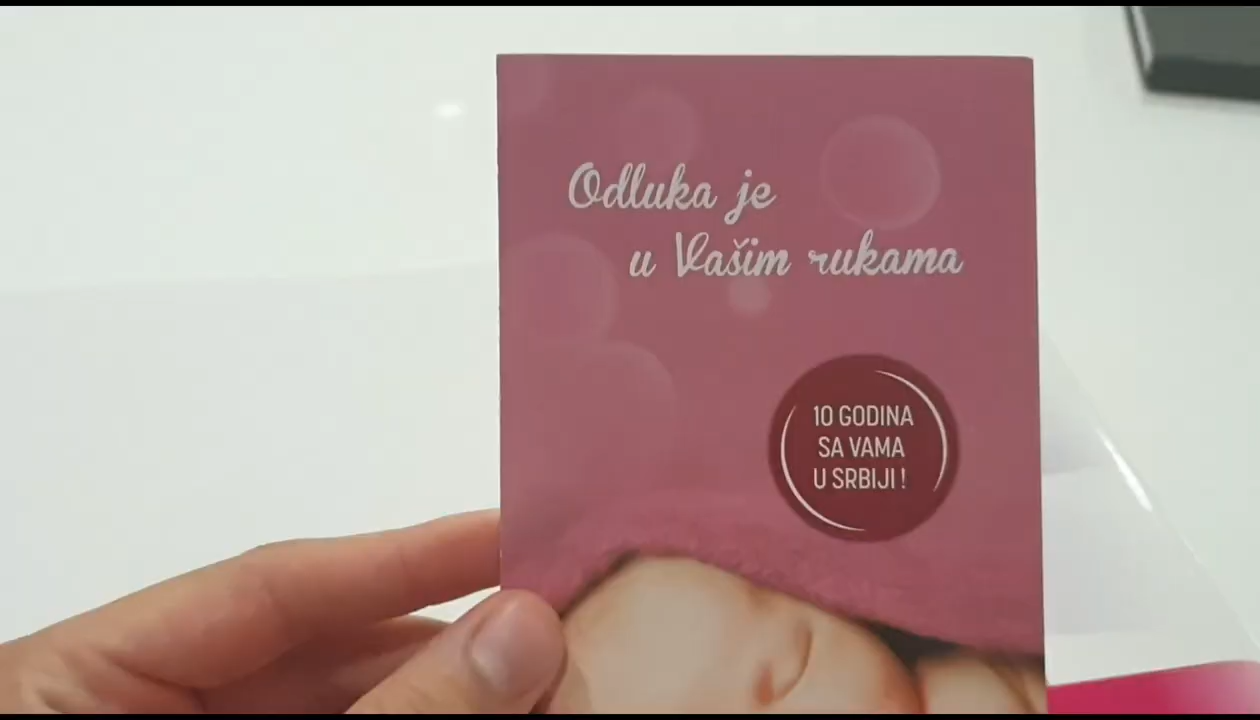 Odluka je
u Vašim rukama
10 GODINA
SA VAMA
U SRBIJI !